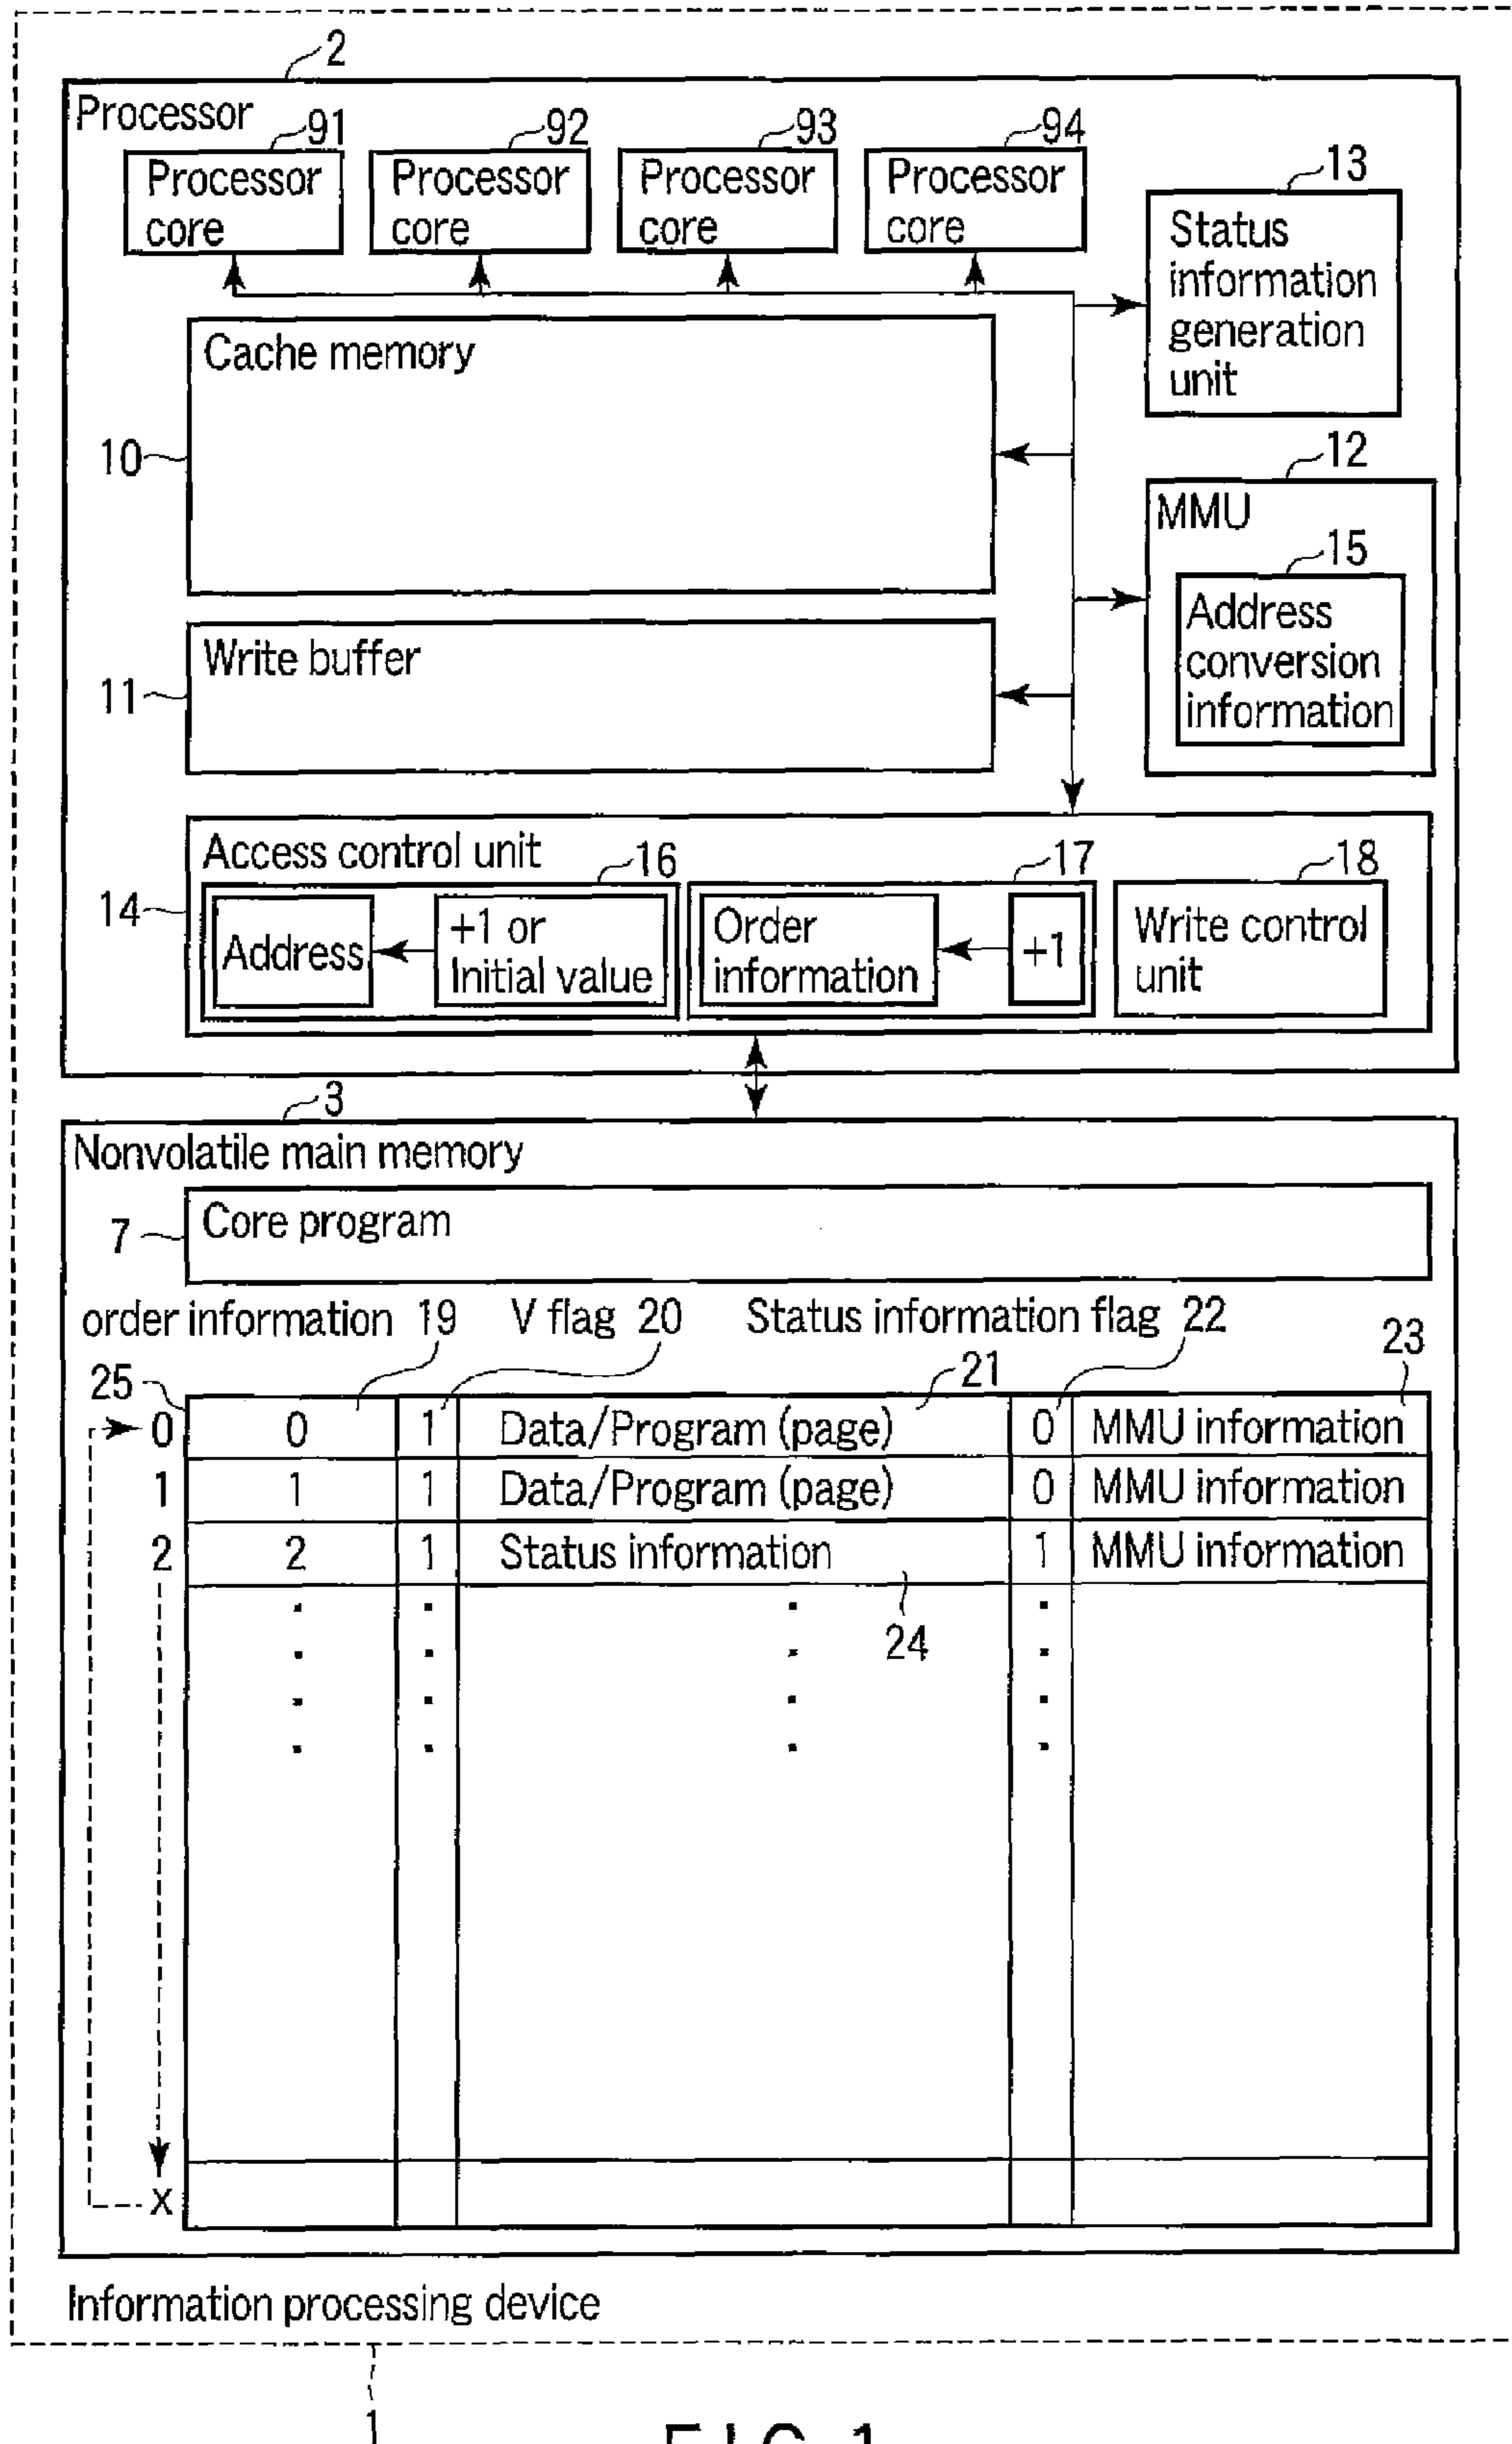 2
Processor
91
92
93
94
Processor
core
Processor
core
Processor
core
Processor
core
13
Status
information
generation
unit
Cache memory
10
12
MMU
15
Address
conversion
information
Write buffer
11
Access control unit
14
16
Address
+1 or
Initial value
17
Order
information
+1
18
Write control
unit
3
Nonvolatile main memory
7
Core program
order information 19 V flag 20 Status information flag 22
25
21
23
0 0 1 Data/Program (page) 0 MMU information
1 1 1 Data/Program (page) 0 MMU information
2 2 1 Status information 1 MMU information
24
X
Information processing device
1
FIG. 1